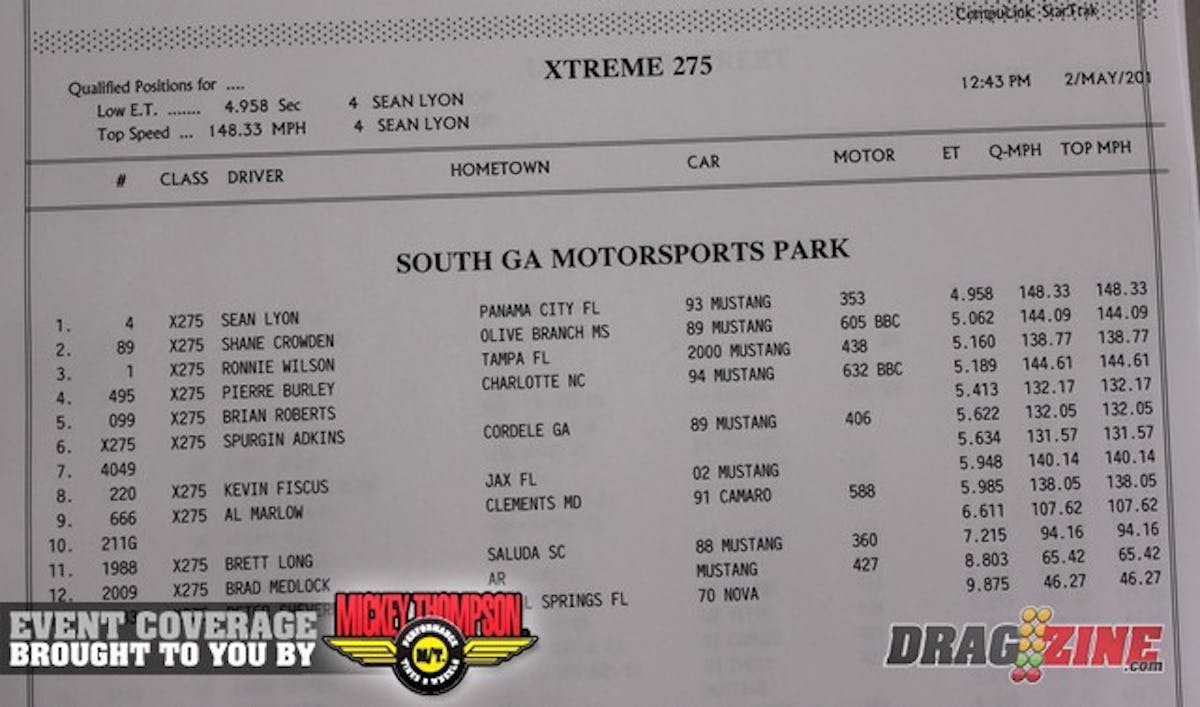 CompuLink StarTrak
XTREME 275
Qualified Positions for ....
12:43 PM 2/MAY/201
Low E.T. ....... 4.958 Sec 4 SEAN LYON
Top Speed ... 148.33 MPH 4 SEAN LYON
# CLASS DRIVER HOMETOWN CAR MOTOR ET Q-MPH TOP MPH
SOUTH GA MOTORSPORTS PARK
1. 4 X275 SEAN LYON PANAMA CITY FL 93 MUSTANG 353 4.958 148.33 148.33
2. 89 X275 SHANE CROWDEN OLIVE BRANCH MS 89 MUSTANG 605 BBC 5.062 144.09 144.09
3. 1 X275 RONNIE WILSON TAMPA FL 2000 MUSTANG 438 5.160 138.77 138.77
4. 495 X275 PIERRE BURLEY CHARLOTTE NC 94 MUSTANG 632 BBC 5.189 144.61 144.61
5. 099 X275 BRIAN ROBERTS 5.413 132.17 132.17
6. X275 X275 SPURGIN ADKINS CORDELE GA 89 MUSTANG 406 5.622 132.05 132.05
7. 4049 5.634 131.57 131.57
8. 220 X275 KEVIN FISCUS JAX FL 02 MUSTANG 5.948 140.14 140.14
9. 666 X275 AL MARLOW CLEMENTS MD 91 CAMARO 588 5.985 138.05 138.05
10. 211G 6.611 107.62 107.62
11. 1988 X275 BRETT LONG SALUDA SC 88 MUSTANG 360 7.215 94.16 94.16
12. 2009 X275 BRAD MEDLOCK AR MUSTANG 427 8.803 65.42 65.42
SPRINGS FL 70 NOVA 9.875 46.27 46.27
EVENT COVERAGE
BROUGHT TO YOU BY
MICKEY THOMPSON
PERFORMANCE
M/T
TIRES & WHEELS
DRAGZINE
.com